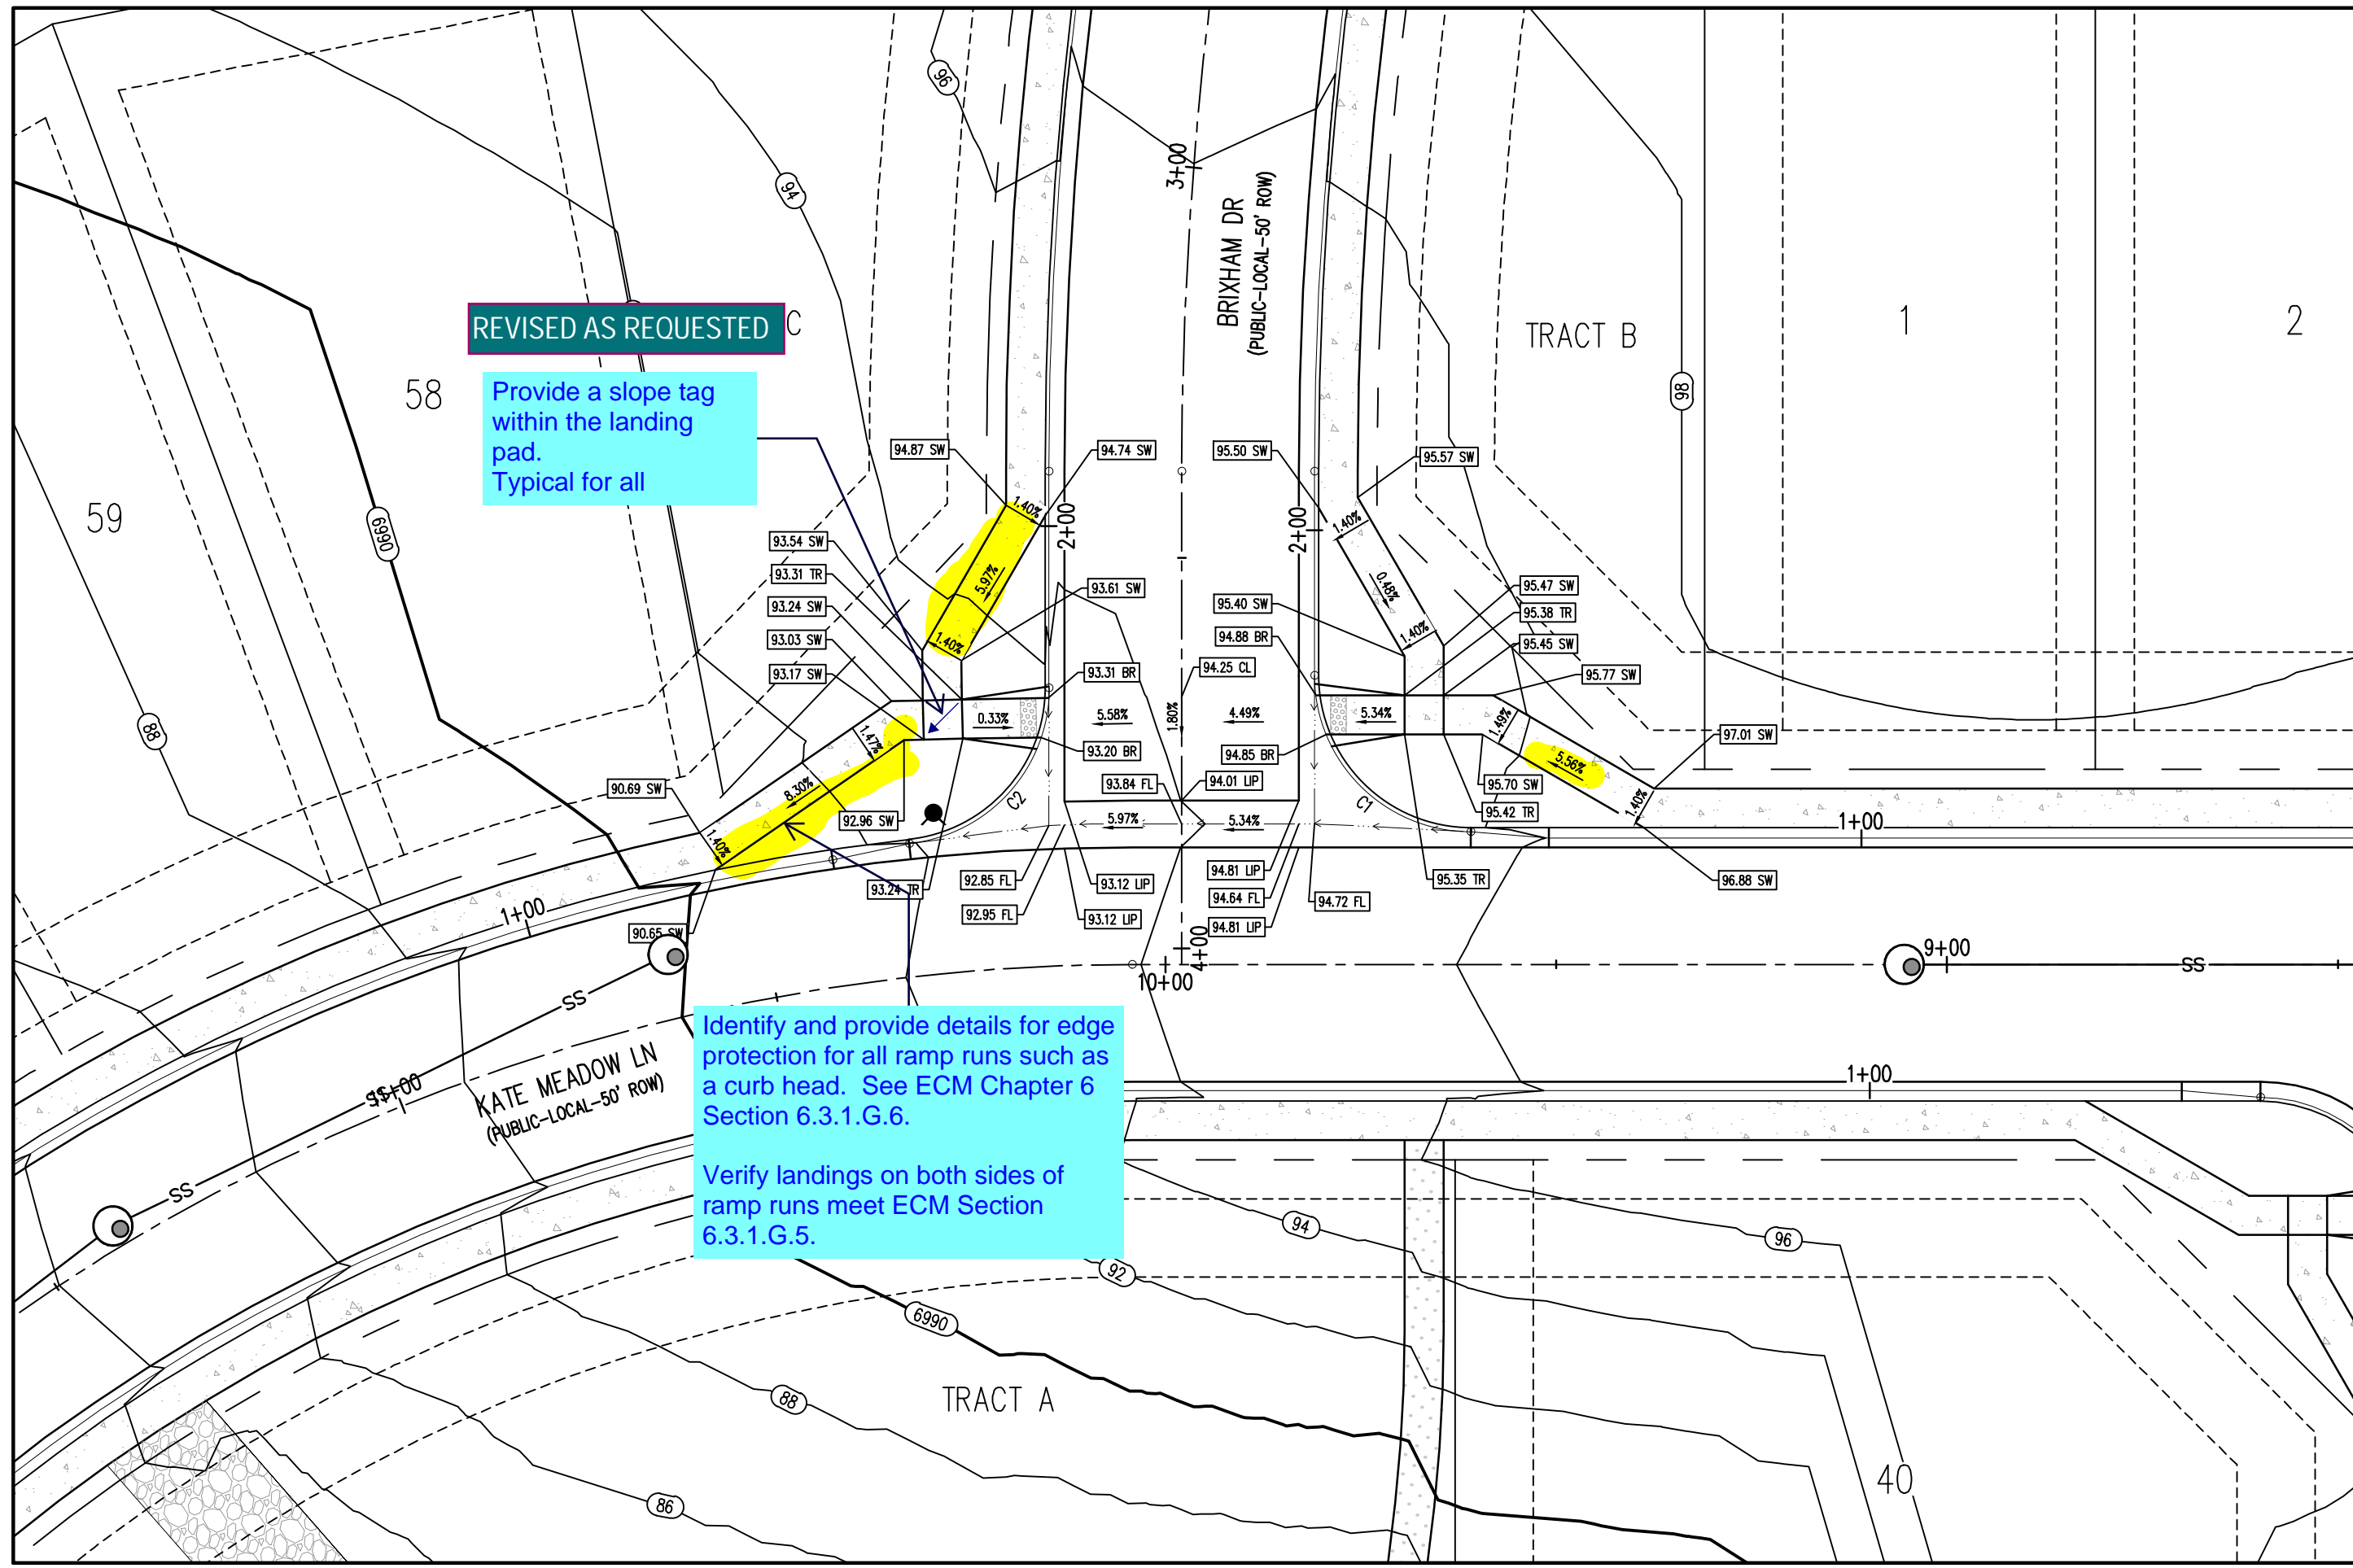 96
94
3+00
BRIXHAM DR
(PUBLIC-LOCAL-50' ROW)
REVISED AS REQUESTED
C
TRACT B
1
2
98
58
59
Provide a slope tag
within the landing
pad.
Typical for all
94.87 SW
94.74 SW
95.50 SW
95.57 SW
1.40%
1.40%
2+00
2+00
6990
93.54 SW
93.31 TR
93.24 SW
93.03 SW
93.17 SW
5.97%
1.40%
93.61 SW
0.48%
1.40%
95.40 SW
94.88 BR
95.47 SW
95.38 TR
95.45 SW
95.77 SW
93.31 BR
94.25 CL
0.33%
5.58%
1.80%
4.49%
5.34%
1.49%
88
1.47%
93.20 BR
94.85 BR
97.01 SW
5.56%
93.84 FL
94.01 LIP
95.70 SW
90.69 SW
8.30%
92.96 SW
C2
C1
95.42 TR
1.40%
1+00
5.97%
5.34%
1.40%
92.85 FL
93.12 LIP
94.81 LIP
95.35 TR
96.88 SW
93.24 TR
94.64 FL
94.72 FL
92.95 FL
93.12 LIP
94.81 LIP
1+00
90.65 SW
4+00
10+00
9+00
SS
SS
Identify and provide details for edge
protection for all ramp runs such as
a curb head.  See ECM Chapter 6
Section 6.3.1.G.6.
Verify landings on both sides of
ramp runs meet ECM Section
6.3.1.G.5.
KATE MEADOW LN
(PUBLIC-LOCAL-50' ROW)
SS
11+00
1+00
SS
94
96
92
6990
88
TRACT A
40
86